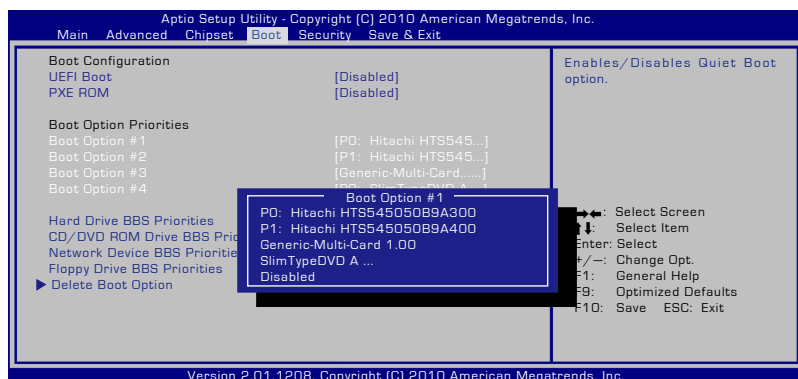 Aptio Setup Utility - Copyright (C) 2010 American Megatrends, Inc.
Main Advanced Chipset Boot Security Save & Exit
Boot Configuration
UEFI Boot [Disabled]
PXE ROM [Disabled]
Boot Option Priorities
Boot Option #1 [P0: Hitachi HTS545...]
Boot Option #2 [P1: Hitachi HTS545...]
Boot Option #3 [Generic-Multi-Card......]
Boot Option #4
Hard Drive BBS Priorities
CD/DVD ROM Drive BBS
Network Device BBS
Floppy Drive BBS Priorities
Delete Boot Option
Boot Option #1
P0: Hitachi HTS545050B9A300
P1: Hitachi HTS545050B9A400
Generic-Multi-Card 1.00
SlimTypeDVD A ...
Disabled
Enables/Disables Quiet Boot
option.
→←: Select Screen
↑↓: Select Item
Enter: Select
+/—: Change Opt.
F1: General Help
F9: Optimized Defaults
F10: Save ESC: Exit
Version 2.01.1208. Copyright (C) 2010 American Megatrends, Inc.